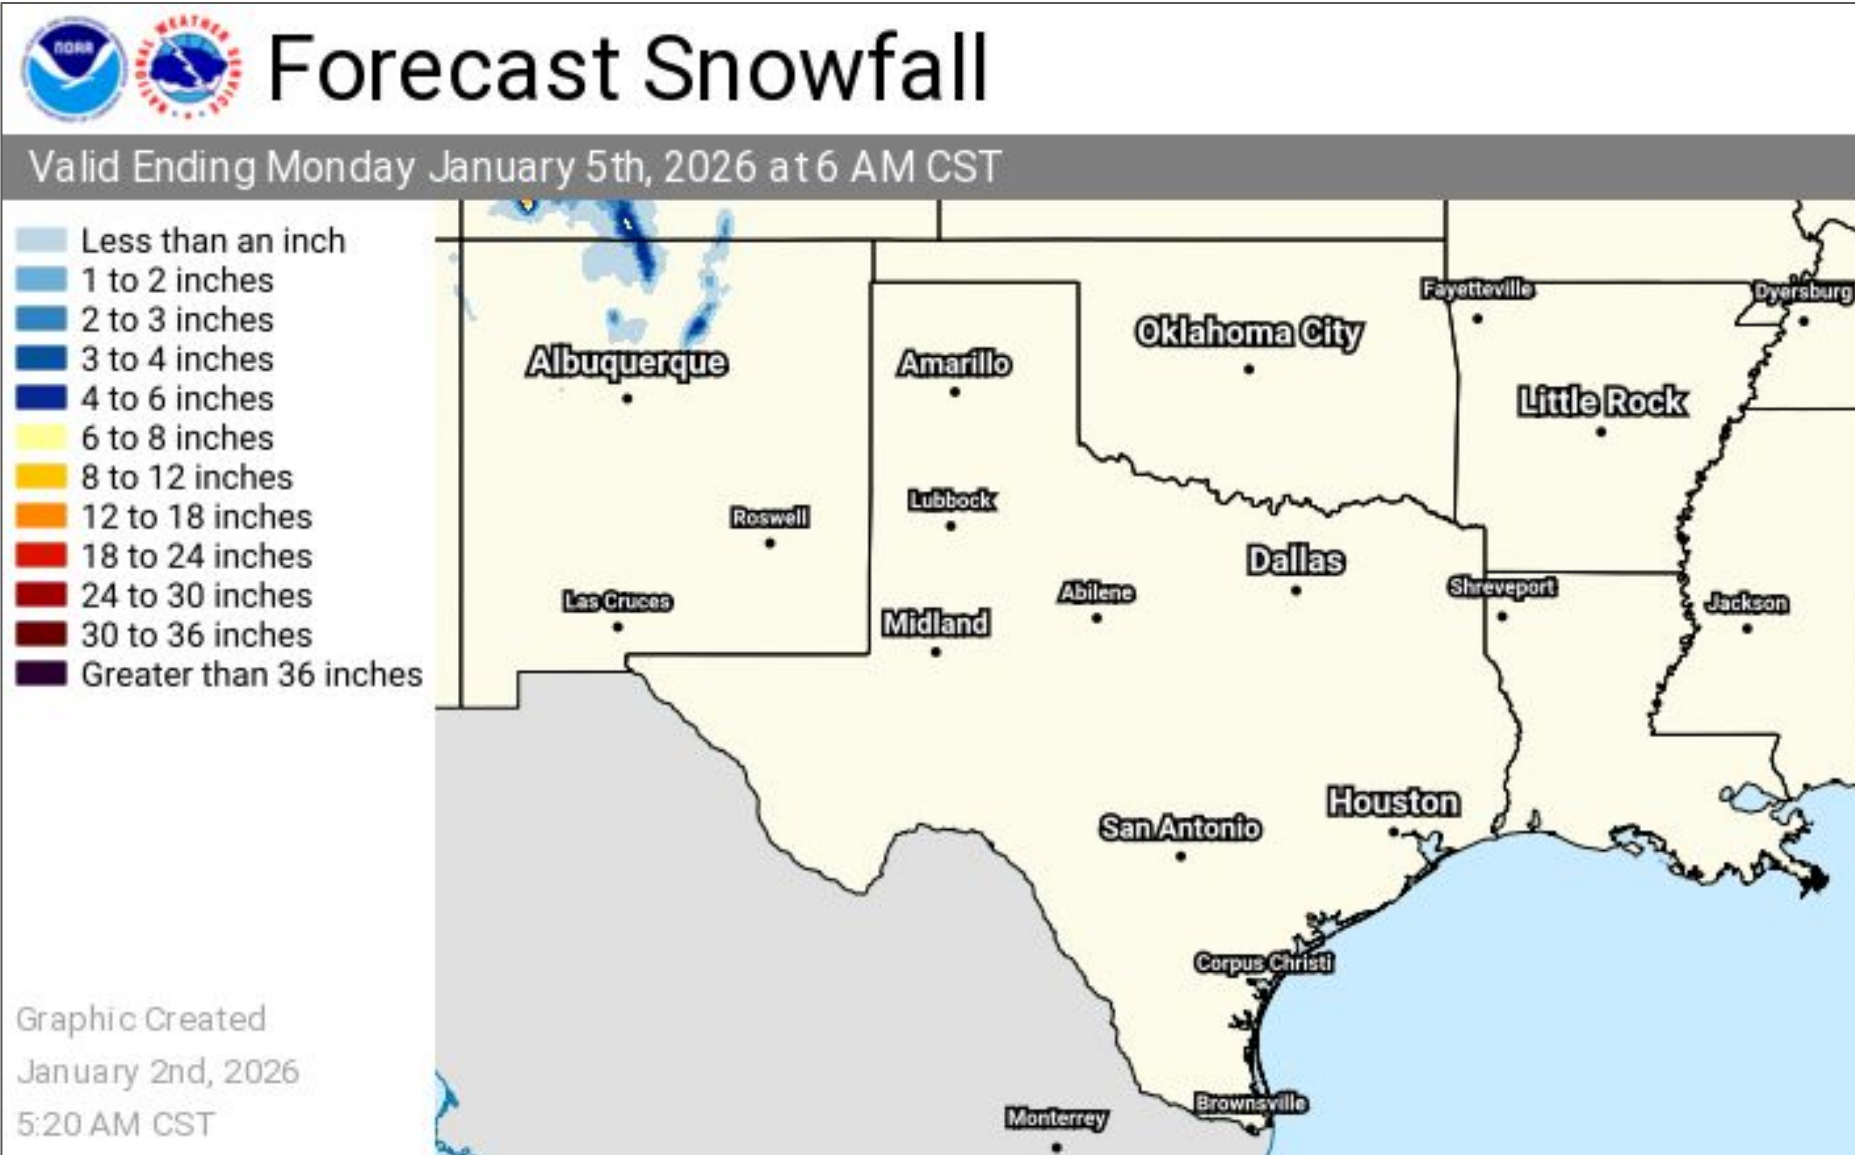 NOAA
NATIONAL WEATHER SERVICE
Forecast Snowfall
Valid Ending Monday January 5th, 2026 at 6 AM CST
Less than an inch
1 to 2 inches
2 to 3 inches
3 to 4 inches
4 to 6 inches
6 to 8 inches
8 to 12 inches
12 to 18 inches
18 to 24 inches
24 to 30 inches
30 to 36 inches
Greater than 36 inches
Graphic Created
January 2nd, 2026
5:20 AM CST
Fayetteville
Dyersburg
Oklahoma City
Albuquerque
Amarillo
Little Rock
Lubbock
Roswell
Dallas
Abilene
Shreveport
Las Cruces
Jackson
Midland
Houston
San Antonio
Corpus Christi
Brownsville
Monterrey